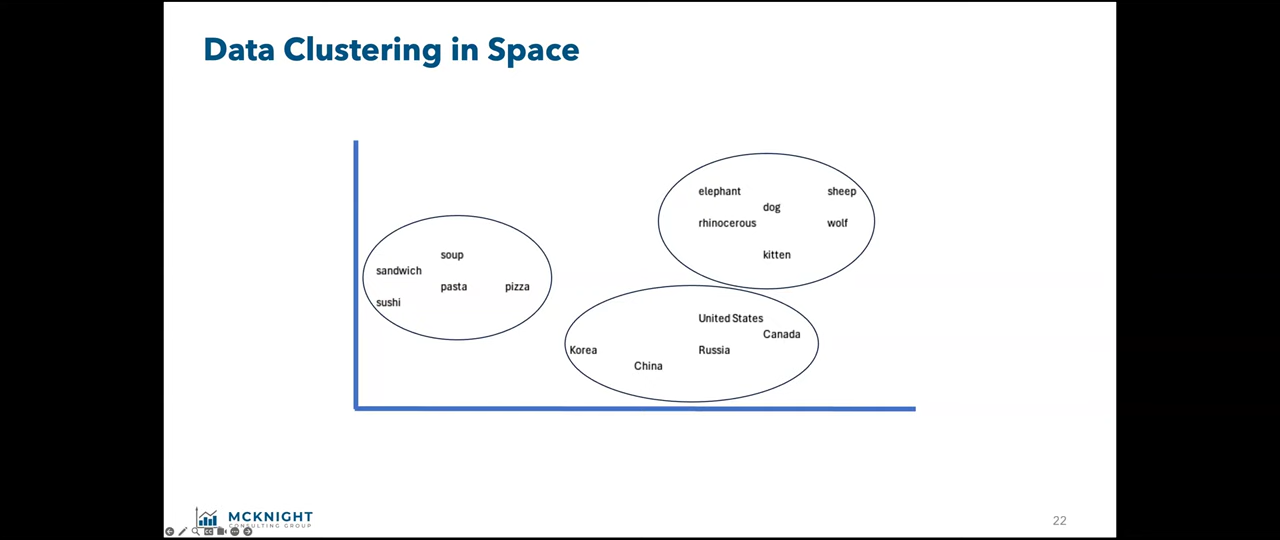 Data Clustering in Space
elephant
sheep
dog
rhinocerous
wolf
kitten
soup
sandwich
pasta
pizza
sushi
United States
Canada
Korea
Russia
China
MCKNIGHT
CONSULTING GROUP
22